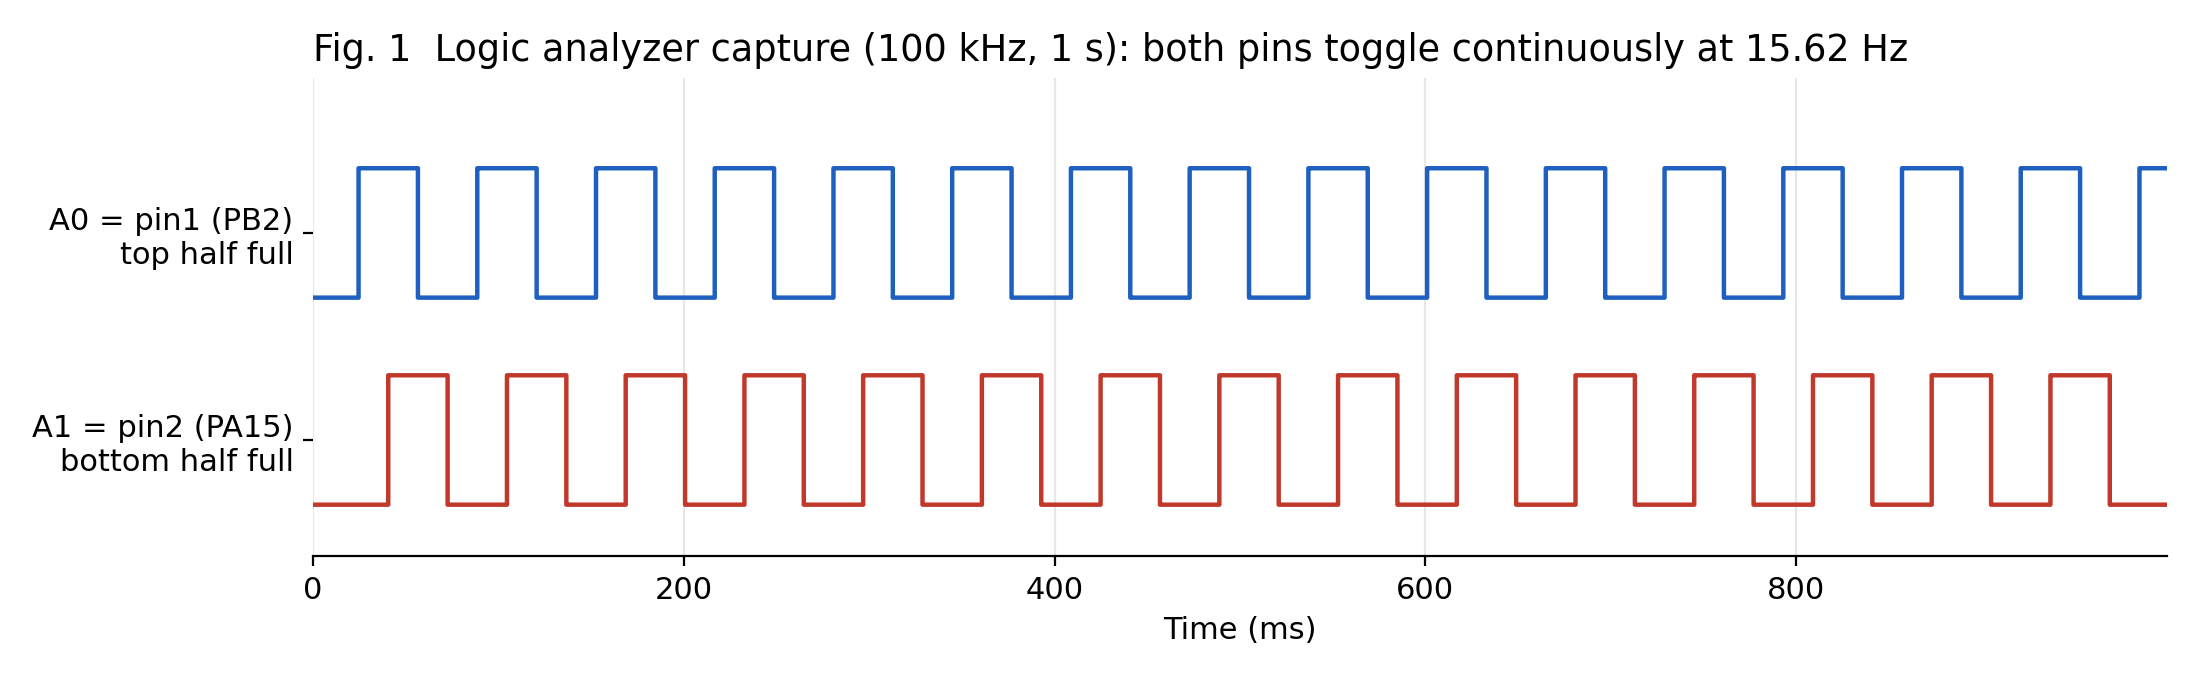 Fig. 1  Logic analyzer capture (100 kHz, 1 s): both pins toggle continuously at 15.62 Hz
A0 = pin1 (PB2)
top half full
A1 = pin2 (PA15)
bottom half full
0 200 400 600 800
Time (ms)